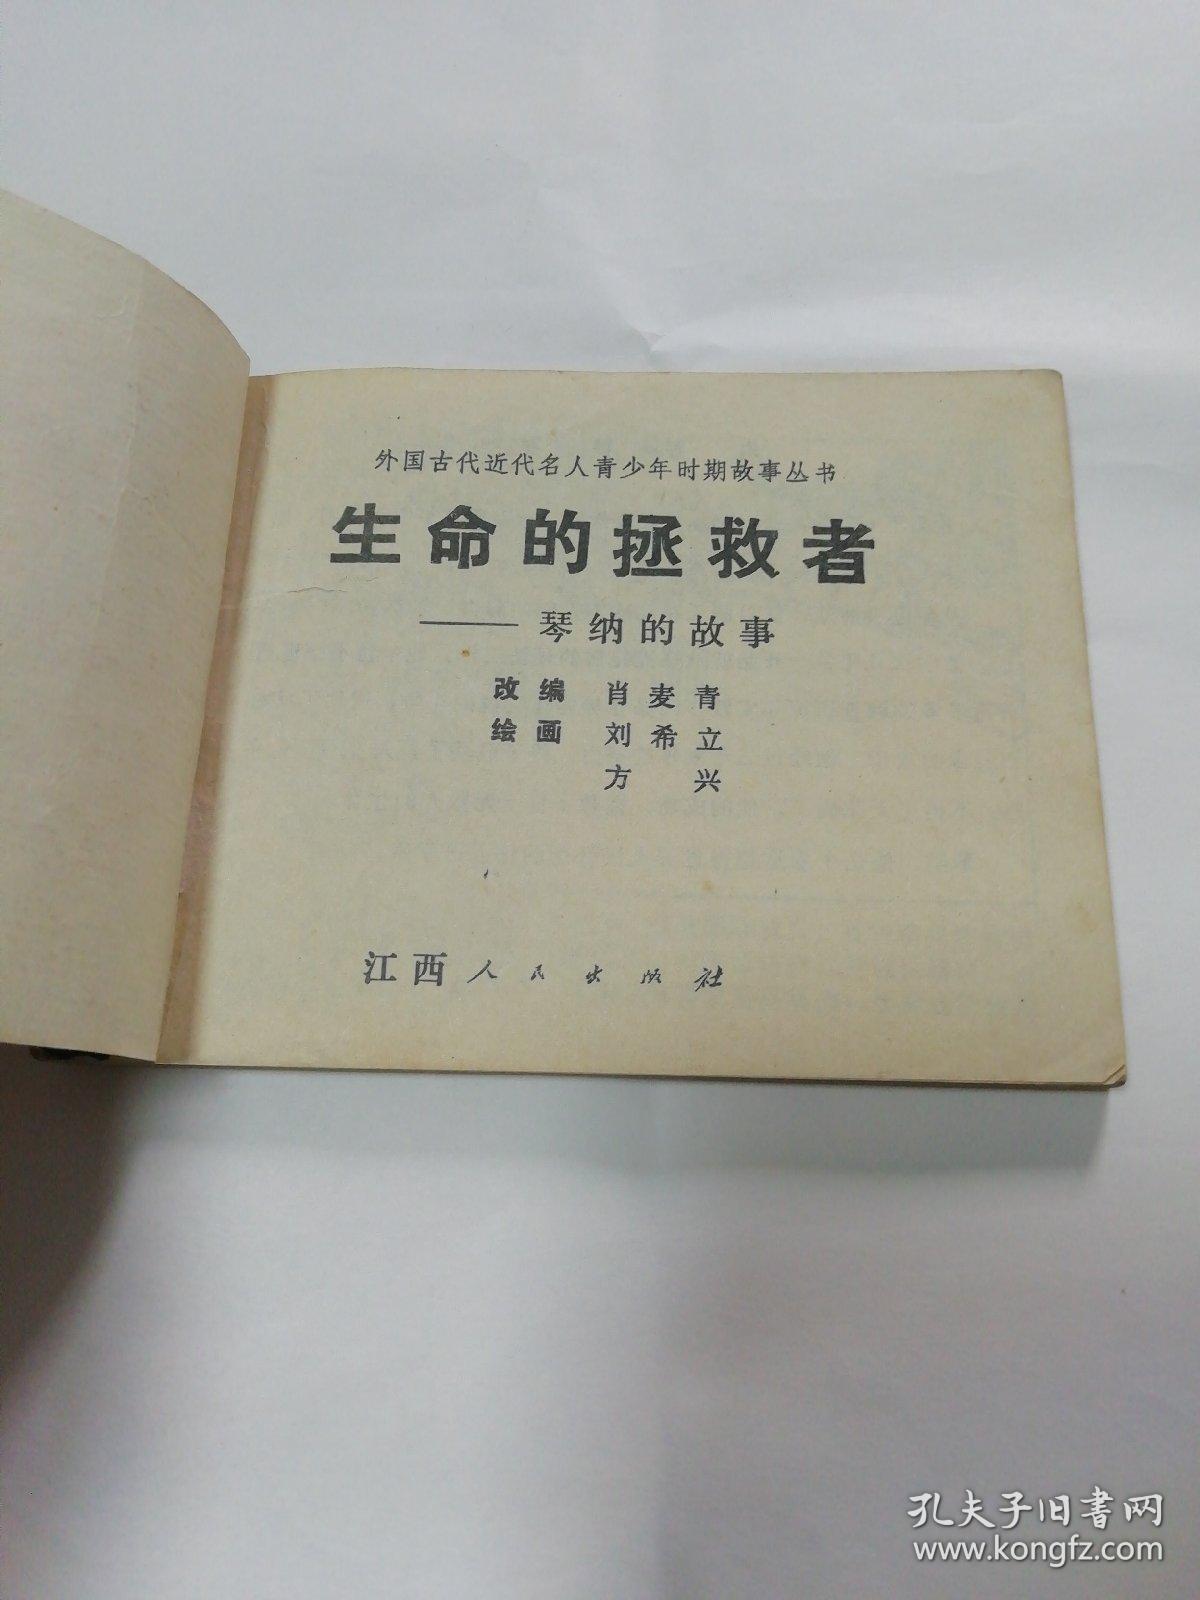 外国古代近代名人青少年时期故事丛书
生命的拯救者
——琴纳的故事
改编 肖麦青
绘画 刘希立
方兴
江西人民出版社
孔夫子旧书网
www.kongfz.com